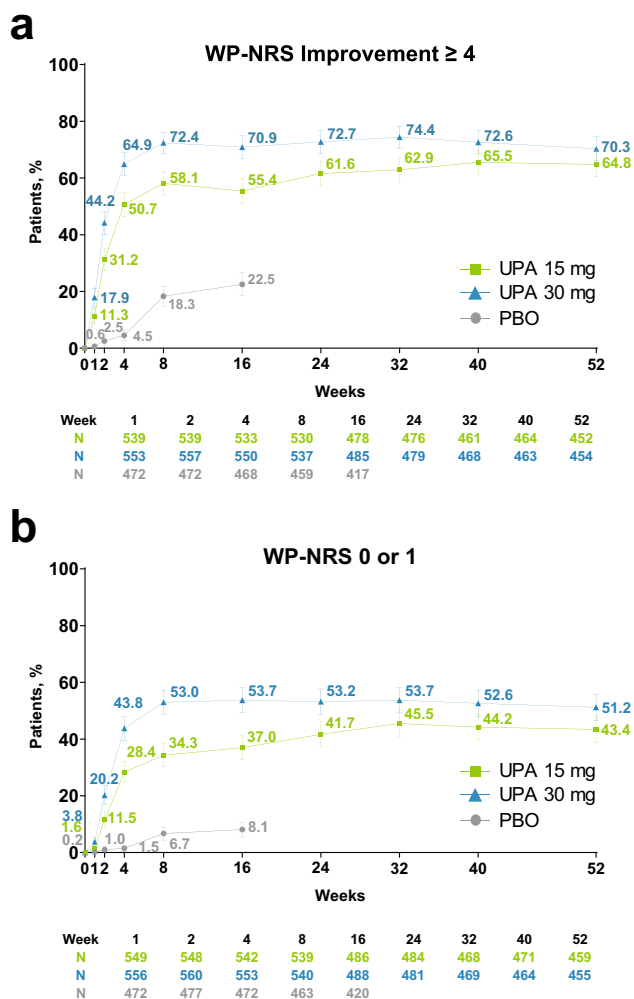 a
WP-NRS Improvement ≥ 4
100
80
60
40
20
0
Patients, %
64.9 72.4 70.9 72.7 74.4 72.6 70.3
44.2 50.7 58.1 55.4 61.6 62.9 65.5 64.8
31.2
17.9
11.3
0.6 2.5 4.5 18.3 22.5
UPA 15 mg
UPA 30 mg
PBO
0 1 2 4 8 16 24 32 40 52
Weeks
Week 1 2 4 8 16 24 32 40 52
N 539 539 533 530 478 476 461 464 452
N 553 557 550 537 485 479 468 463 454
N 472 472 468 459 417
b
WP-NRS 0 or 1
100
80
60
40
20
0
Patients, %
43.8 53.0 53.7 53.2 53.7 52.6 51.2
20.2 28.4 34.3 37.0 41.7 45.5 44.2 43.4
3.8 11.5
1.6
0.2 1.0 1.5 6.7 8.1
UPA 15 mg
UPA 30 mg
PBO
0 1 2 4 8 16 24 32 40 52
Weeks
Week 1 2 4 8 16 24 32 40 52
N 549 548 542 539 486 484 468 471 459
N 556 560 553 540 488 481 469 464 455
N 472 477 472 463 420